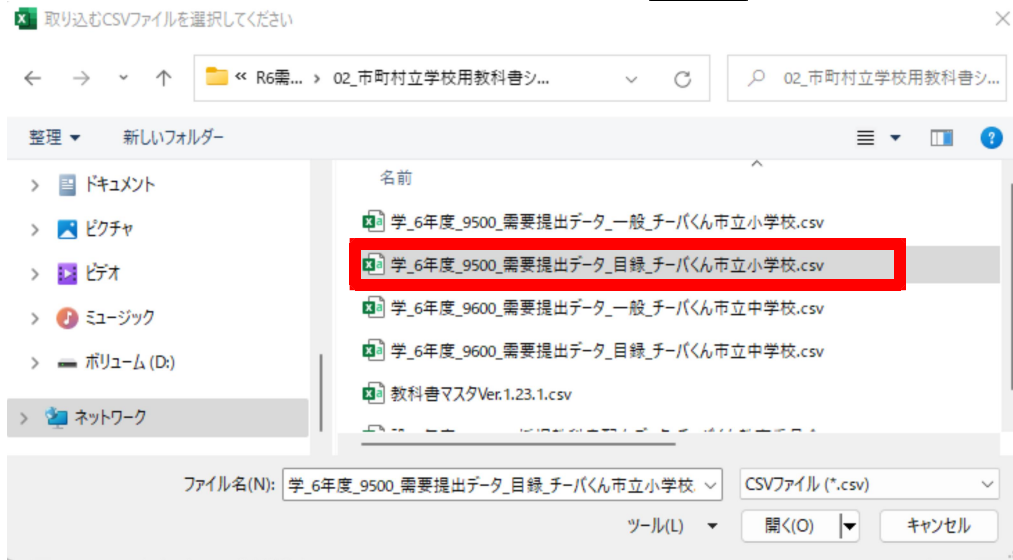 取り込むCSVファイルを選択してください
« R6需... › 02_市町村立学校用教科書シ...
02_市町村立学校用教科書シ...
整理 新しいフォルダー
ドキュメント
ピクチャ
ビデオ
ミュージック
ボリューム (D:)
ネットワーク
名前
学_6年度_9500_需要提出データ_一般_チーバくん市立小学校.csv
学_6年度_9500_需要提出データ_目録_チーバくん市立小学校.csv
学_6年度_9600_需要提出データ_一般_チーバくん市立中学校.csv
学_6年度_9600_需要提出データ_目録_チーバくん市立中学校.csv
教科書マスタVer.1.23.1.csv
ファイル名(N): 学_6年度_9500_需要提出データ_目録_チーバくん市立小学校
CSVファイル (*.csv)
ツール(L) 開く(O) キャンセル